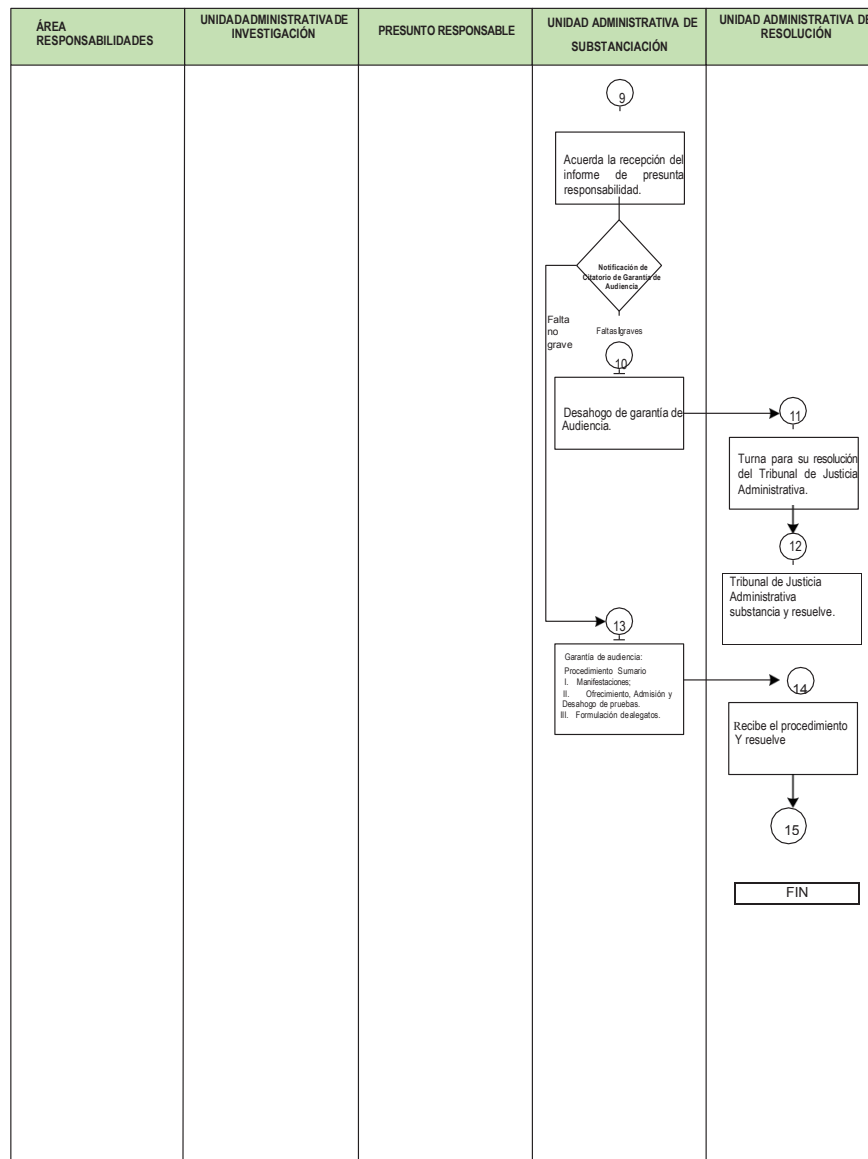 ÁREA
RESPONSABILIDADES
UNIDADADMINISTRATIVADE
INVESTIGACIÓN
PRESUNTO RESPONSABLE
UNIDAD ADMINISTRATIVA DE
SUBSTANCIACIÓN
UNIDAD ADMINISTRATIVA DE
RESOLUCIÓN
9
Acuerda la recepción del
informe de presunta
responsabilidad.
Notificación de
Citatorio de Garantía de
Audiencia
Falta
no
grave
Faltas graves
10
Desahogo de garantía de
Audiencia.
11
Turna para su resolución
del Tribunal de Justicia
Administrativa.
12
Tribunal de Justicia
Administrativa
substancia y resuelve.
13
Garantía de audiencia:
Procedimiento Sumario
I. Manifestaciones;
II. Ofrecimiento, Admisión y
Desahogo de pruebas.
III. Formulación dealegatos.
14
Recibe el procedimiento
Y resuelve
15
FIN